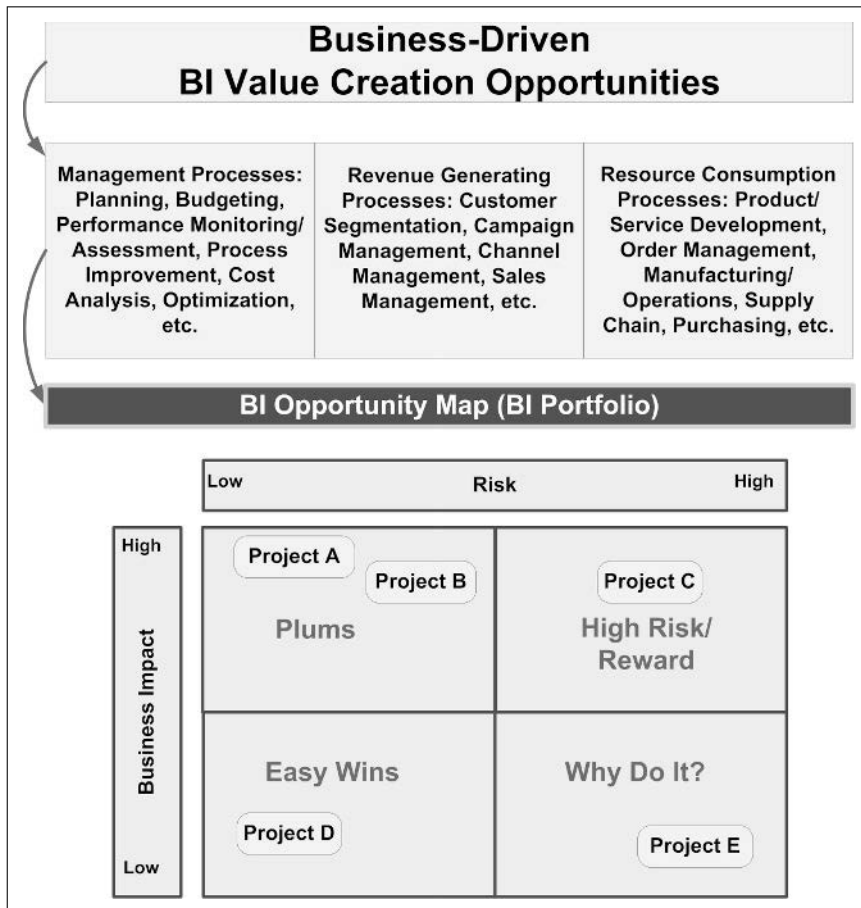 Business-Driven
BI Value Creation Opportunities
Management Processes:
Planning, Budgeting,
Performance Monitoring/
Assessment, Process
Improvement, Cost
Analysis, Optimization,
etc.
Revenue Generating
Processes: Customer
Segmentation, Campaign
Management, Channel
Management, Sales
Management, etc.
Resource Consumption
Processes: Product/
Service Development,
Order Management,
Manufacturing/
Operations, Supply
Chain, Purchasing, etc.
BI Opportunity Map (BI Portfolio)
Low
Risk
High
High
Business Impact
Low
Project A
Project B
Plums
Project C
High Risk/
Reward
Easy Wins
Project D
Why Do It?
Project E